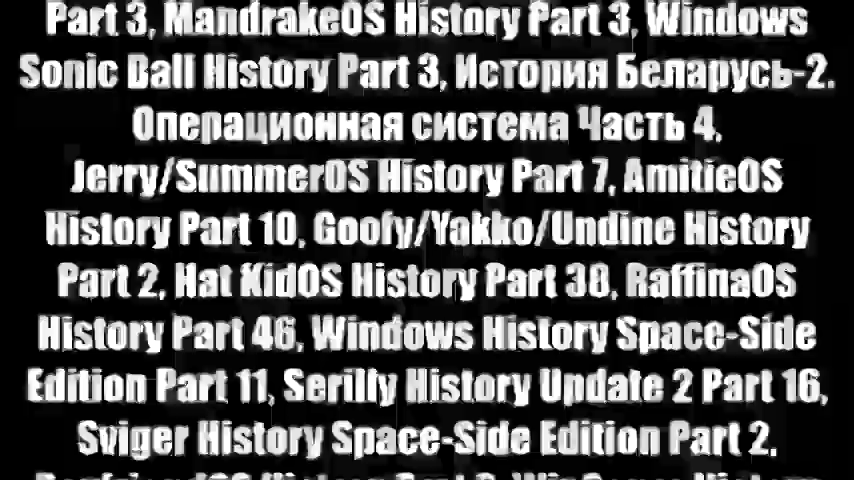 Part 3, MandrakeOS History Part 3, Windows
Sonic Ball History Part 3, История Беларусь-2.
Операционная система Часть 4,
Jerry/SummerOS History Part 7, AmitieOS
History Part 10, Goofy/Yakko/Undine History
Part 2, Hat KidOS History Part 38, RaffinaOS
History Part 46, Windows History Space-Side
Edition Part 11, Serilly History Update 2 Part 16,
Sviger History Space-Side Edition Part 2.